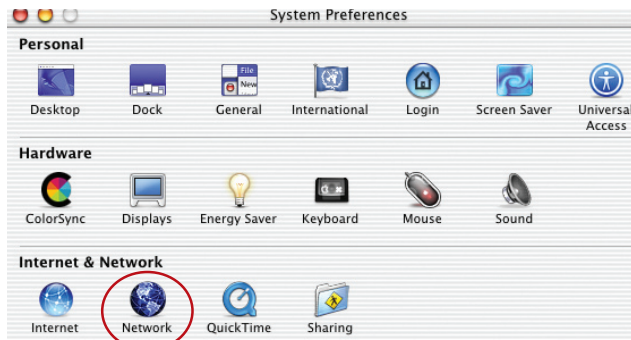 System Preferences
Personal
File
New
Desktop Dock General International Login Screen Saver Universal
Access
Hardware
ColorSync Displays Energy Saver Keyboard Mouse Sound
Internet & Network
Internet Network QuickTime Sharing